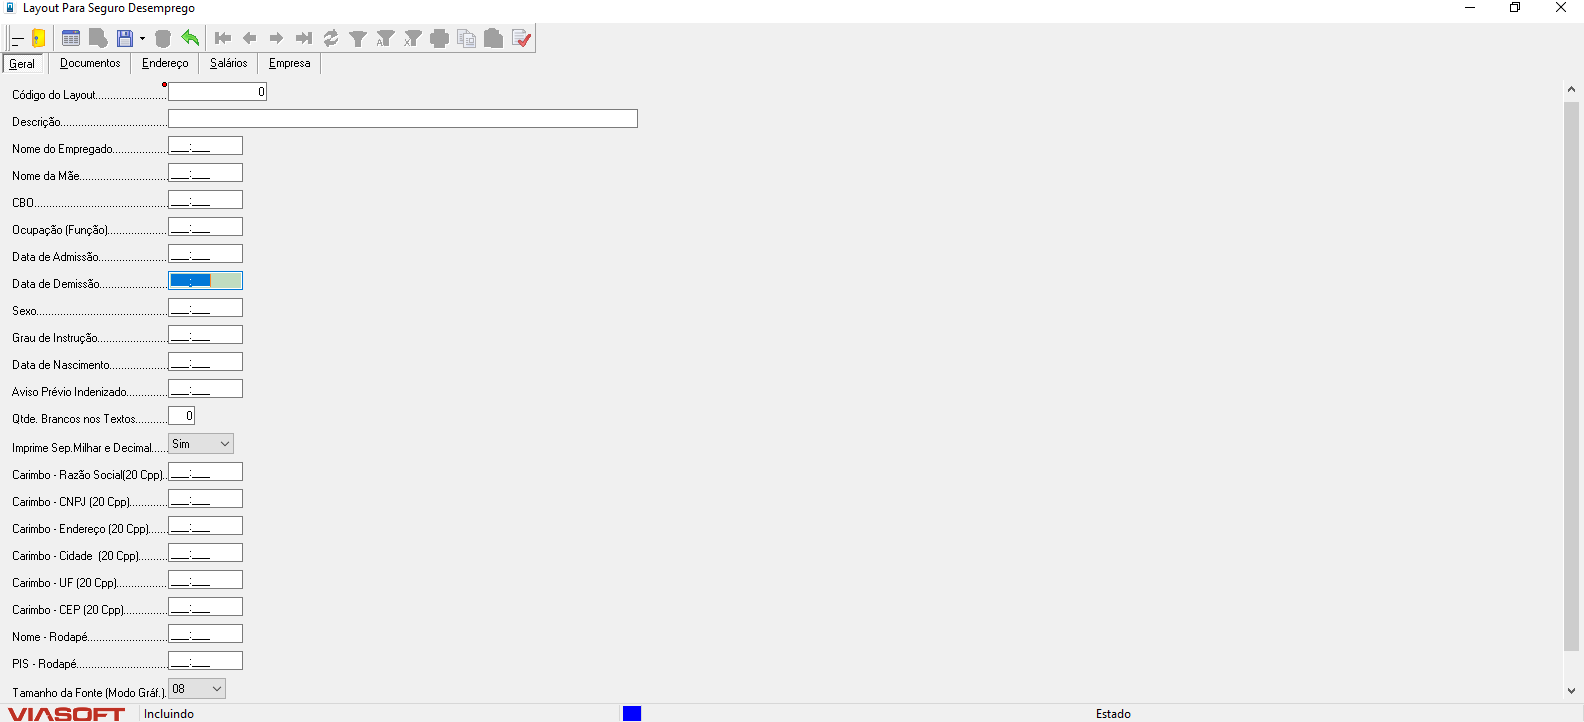 Layout Para Seguro Desemprego
Geral Documentos Endereço Salários Empresa
Código do Layout........................ 0
Descrição....................................
Nome do Empregado................... ___:___
Nome da Mãe.............................. ___:___
CBO............................................. ___:___
Ocupação (Função).................... ___:___
Data de Admissão....................... ___:___
Data de Demissão....................... ___:___
Sexo............................................ ___:___
Grau de Instrução........................ ___:___
Data de Nascimento.................... ___:___
Aviso Prévio Indenizado.............. ___:___
Qtde. Brancos nos Textos........... 0
Imprime Sep.Milhar e Decimal...... Sim
Carimbo - Razão Social(20 Cpp).. ___:___
Carimbo - CNPJ (20 Cpp)............. ___:___
Carimbo - Endereço (20 Cpp)....... ___:___
Carimbo - Cidade  (20 Cpp).......... ___:___
Carimbo - UF (20 Cpp)................. ___:___
Carimbo - CEP (20 Cpp)............... ___:___
Nome - Rodapé........................... ___:___
PIS - Rodapé............................... ___:___
Tamanho da Fonte (Modo Gráf.). 08
VIASOFT Incluindo Estado